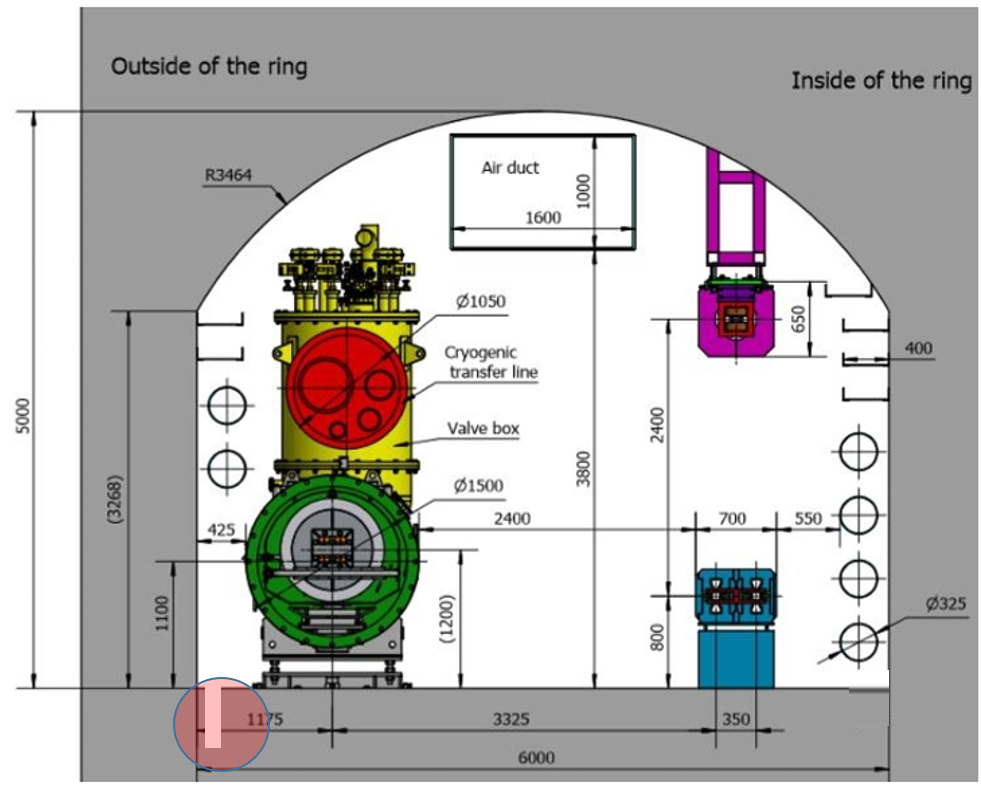 Outside of the ring
Inside of the ring
R3464
Air duct
1000
1600
Ø1050
650
Cryogenic
transfer line
400
5000
2400
Valve box
3800
(3268)
Ø1500
425
2400
700
550
1100
(1200)
800
Ø325
1175
3325
350
6000